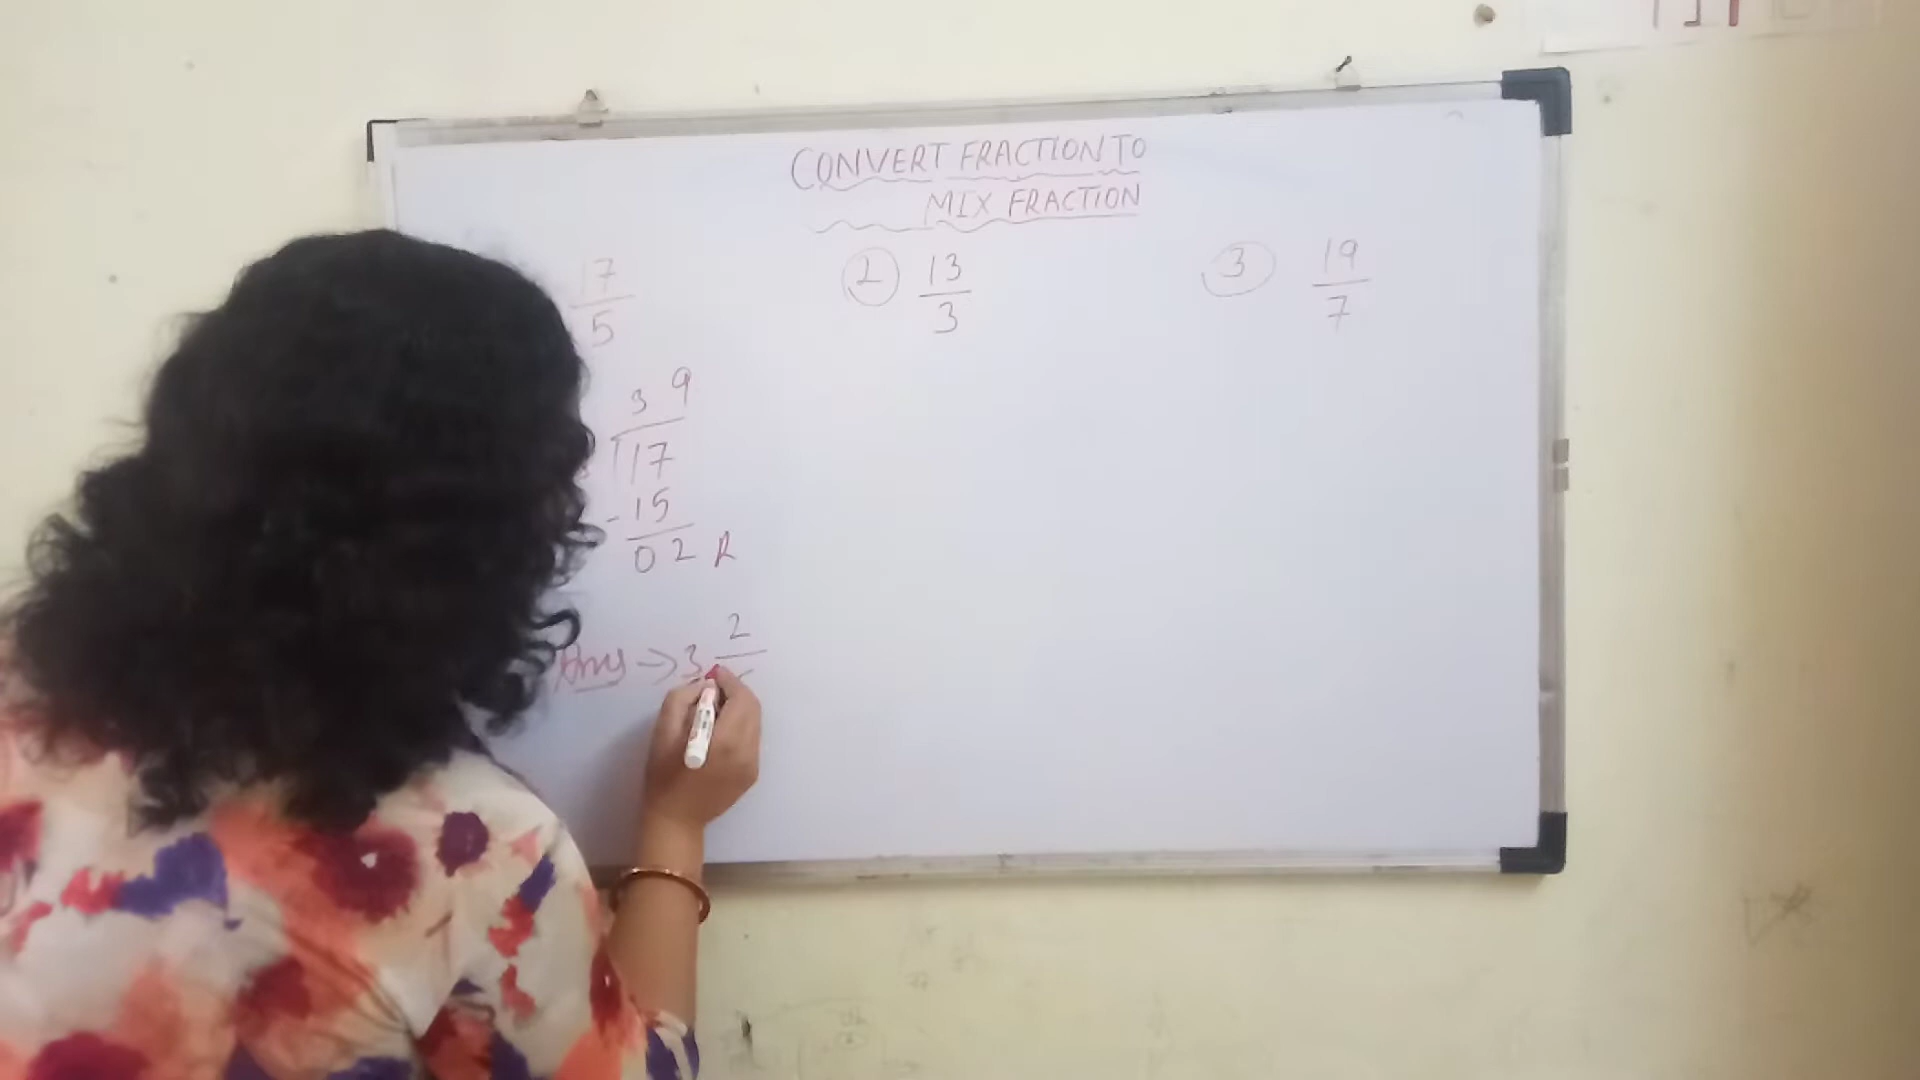 CONVERT FRACTION TO
MIX FRACTION
17
5
② 13
3
③ 19
7
3 9
17
- 15
02 R
Ans → 3 2